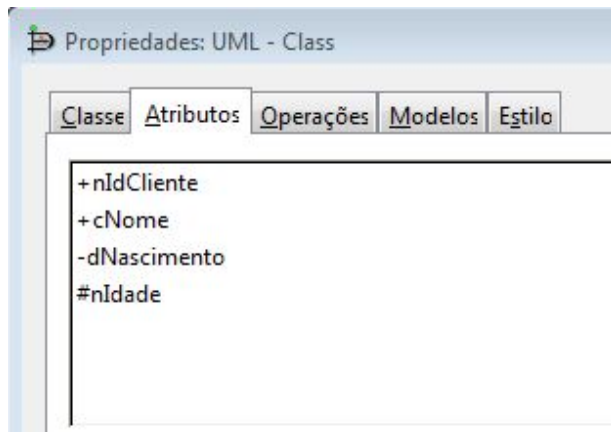 Propriedades: UML - Class
Classe Atributos Operações Modelos Estilo
+nIdCliente
+cNome
-dNascimento
#nIdade